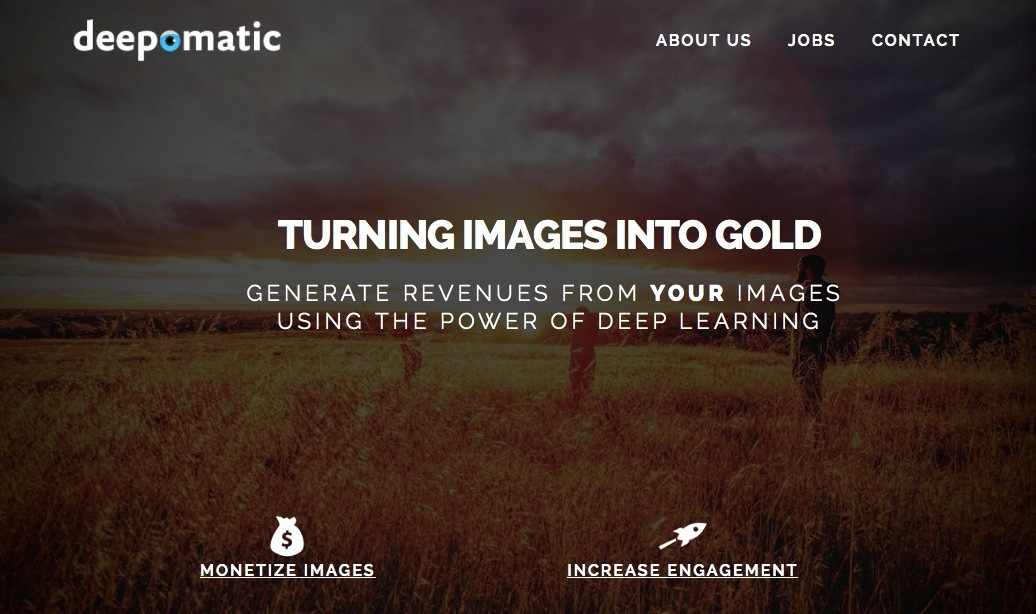 deepomatic
ABOUT US JOBS CONTACT
TURNING IMAGES INTO GOLD
GENERATE REVENUES FROM YOUR IMAGES
USING THE POWER OF DEEP LEARNING
$
MONETIZE IMAGES
INCREASE ENGAGEMENT